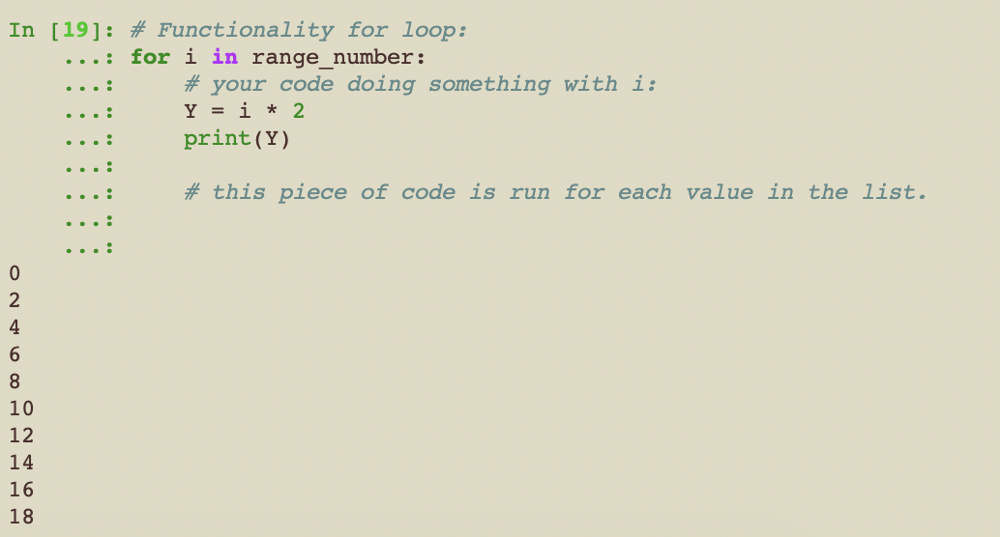 In [19]: # Functionality for loop:
    ...: for i in range_number:
    ...:     # your code doing something with i:
    ...:     Y = i * 2
    ...:     print(Y)
    ...:
    ...:     # this piece of code is run for each value in the list.
    ...:
    ...:
0
2
4
6
8
10
12
14
16
18